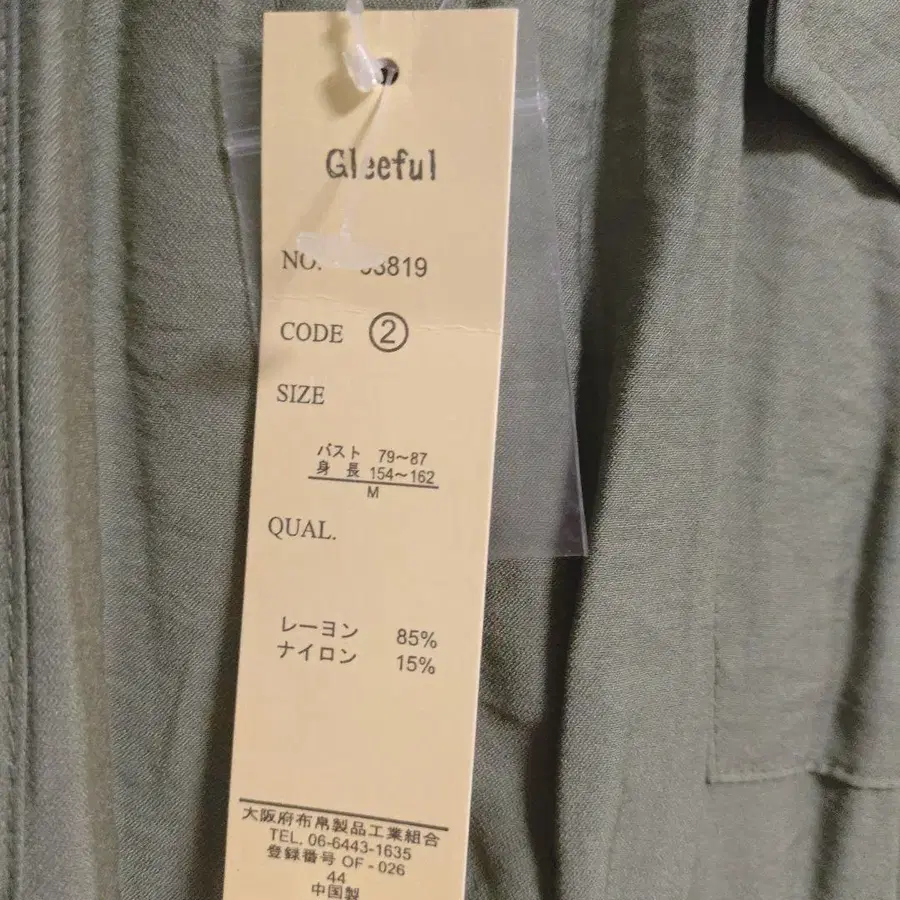 Gleeful
NO. 819
CODE ②
SIZE
バスト 79～87
身長 154～162
M
QUAL.
レーヨン 85%
ナイロン 15%
大阪府布帛製品工業組合
TEL. 06-6443-1635
登録番号 OF-026
44
中国製